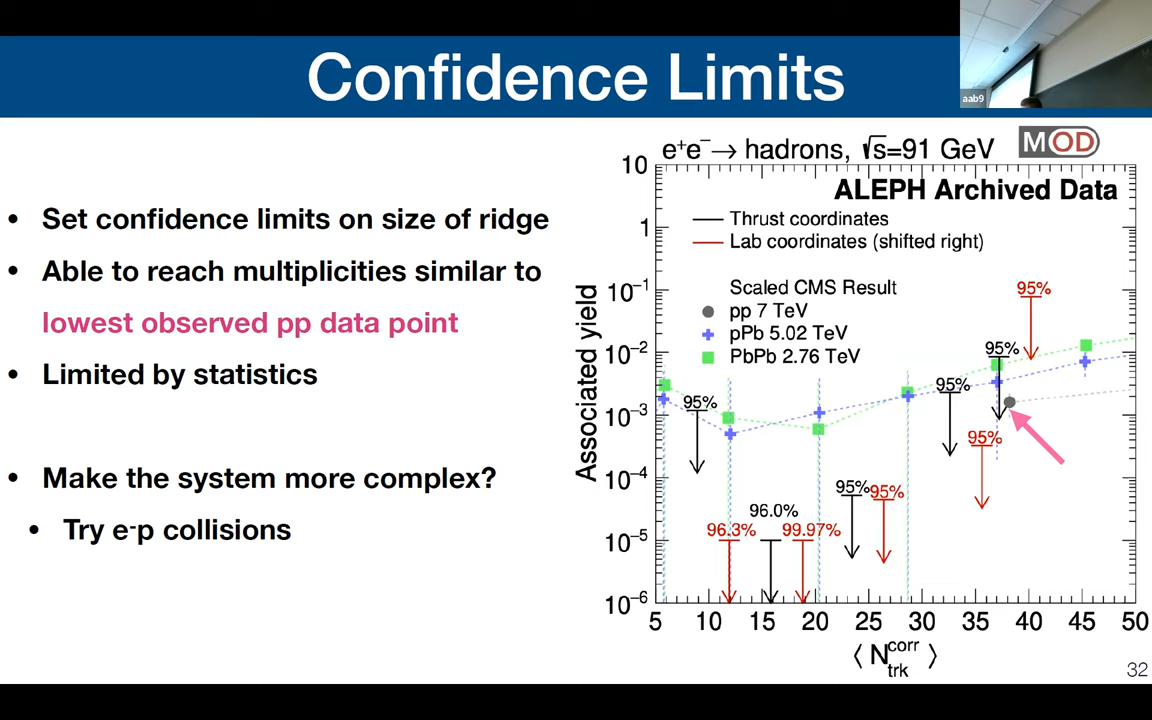 Confidence Limits
aab9
• Set confidence limits on size of ridge
• Able to reach multiplicities similar to
lowest observed pp data point
• Limited by statistics
• Make the system more complex?
• Try e-p collisions
e⁺e⁻→ hadrons, √s=91 GeV
MOD
ALEPH Archived Data
Thrust coordinates
Lab coordinates (shifted right)
Scaled CMS Result
pp 7 TeV
pPb 5.02 TeV
PbPb 2.76 TeV
Associated yield
10
1
10⁻¹
10⁻²
10⁻³
10⁻⁴
10⁻⁵
10⁻⁶
95%
96.3%
96.0%
99.97%
95%
95%
95%
95%
95%
95%
5 10 15 20 25 30 35 40 45 50
⟨ N_trk^corr ⟩
32